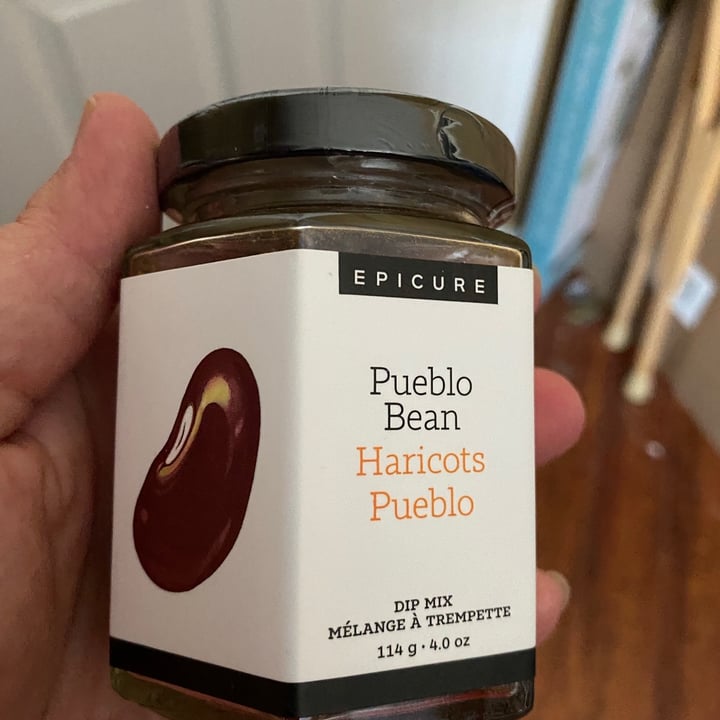 EPICURE
Pueblo
Bean
Haricots
Pueblo
DIP MIX
MÉLANGE À TREMPETTE
114 g • 4.0 oz